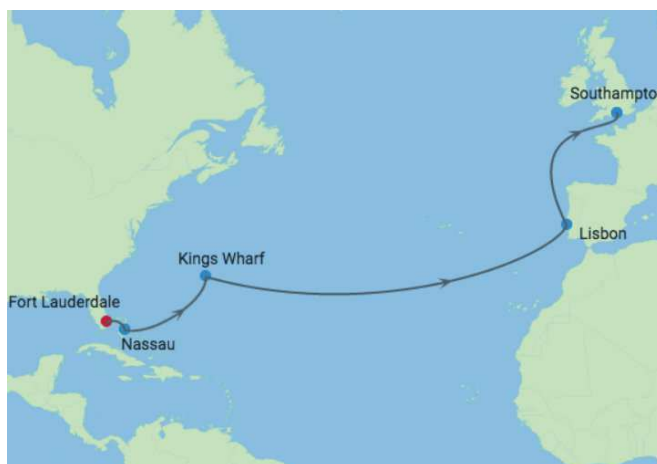 Southampto
Lisbon
Kings Wharf
Fort Lauderdale
Nassau